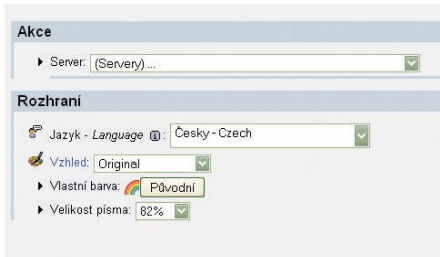 Akce
Server: (Servery) ...
Rozhraní
Jazyk - Language : Česky - Czech
Vzhled: Original
Vlastní barva: Původní
Velikost písma: 82%